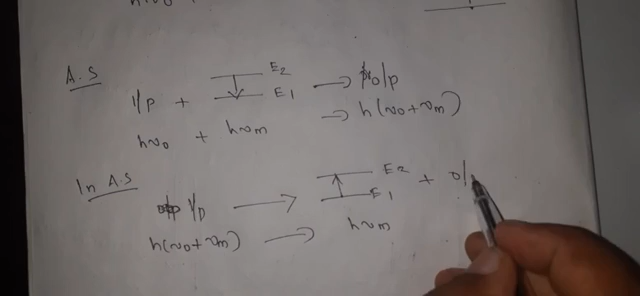 A.S
E2
I/p + E1 → o/p
hν0 + hνm → h(ν0+νm)
In A.S
E2
I/p → E1 + o/
h(ν0+νm) → hνm